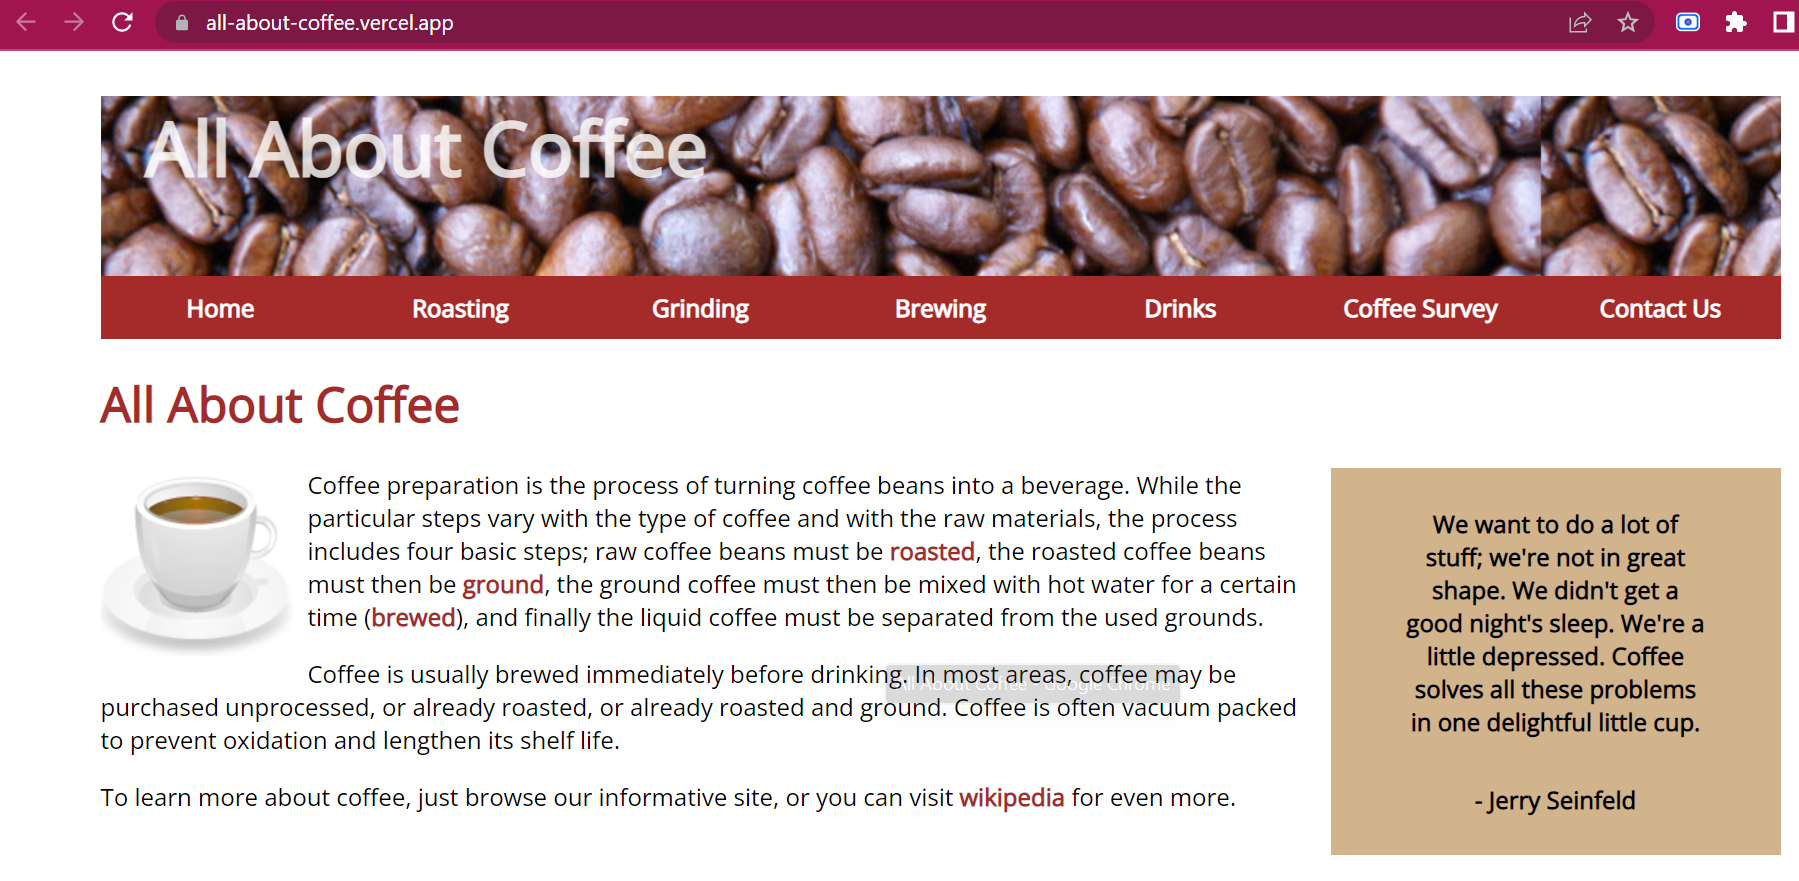 all-about-coffee.vercel.app
All About Coffee
Home Roasting Grinding Brewing Drinks Coffee Survey Contact Us
All About Coffee
Coffee preparation is the process of turning coffee beans into a beverage. While the
particular steps vary with the type of coffee and with the raw materials, the process
includes four basic steps; raw coffee beans must be roasted, the roasted coffee beans
must then be ground, the ground coffee must then be mixed with hot water for a certain
time (brewed), and finally the liquid coffee must be separated from the used grounds.
Coffee is usually brewed immediately before drinking. In most areas, coffee may be
All About Coffee - Google Chrome
purchased unprocessed, or already roasted, or already roasted and ground. Coffee is often vacuum packed
to prevent oxidation and lengthen its shelf life.
To learn more about coffee, just browse our informative site, or you can visit wikipedia for even more.
We want to do a lot of
stuff; we're not in great
shape. We didn't get a
good night's sleep. We're a
little depressed. Coffee
solves all these problems
in one delightful little cup.
- Jerry Seinfeld